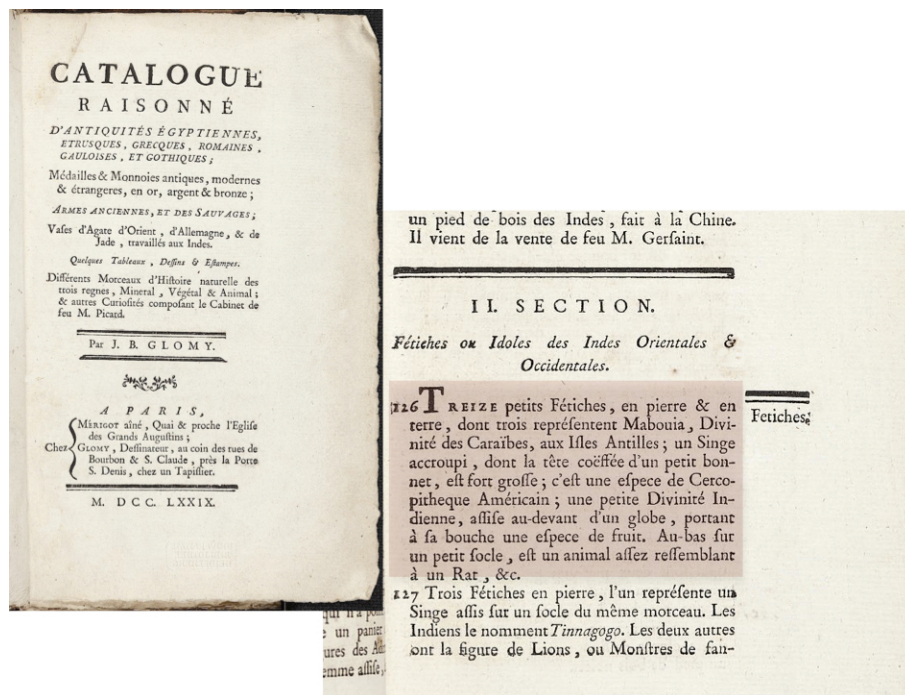 CATALOGUE
RAISONNÉ
D'ANTIQUITÉS ÉGYPTIENNES,
ETRUSQUES, GRECQUES, ROMAINES,
GAULOISES, ET GOTHIQUES;
Médailles & Monnoies antiques, modernes
& étrangeres, en or, argent & bronze;
ARMES ANCIENNES, ET DES SAUVAGES;
Vaſes d'Agate d'Orient, d'Allemagne, & de
Jade, travaillés aux Indes.
Quelques Tableaux, Deſſins & Eſtampes.
Différents Morceaux d'Hiſtoire naturelle des
trois regnes, Mineral, Végétal & Animal;
& autres Curioſités compoſant le Cabinet de
feu M. Picard.
Par J. B. GLOMY.
A PARIS,
Chez
MERIGOT aîné, Quai & proche l'Egliſe
des Grands Auguſtins;
GLOMY, Deſſinateur, au coin des rues de
Bourbon & S. Claude, près la Porte
S. Denis, chez un Tapiſſier.
M. DCC. LXXIX.
un pied de bois des Indes, fait à la Chine.
Il vient de la vente de feu M. Gerſaint.
II. SECTION.
Fétiches ou Idoles des Indes Orientales &
Occidentales.
126 TREIZE petits Fétiches, en pierre & en
terre, dont trois repréſentent Mabouia, Divi-
nité des Caraïbes, aux Iſles Antilles; un Singe
accroupi, dont la tête coëffée d'un petit bon-
net, eſt fort groſſe; c'eſt une eſpece de Cerco-
pitheque Américain; une petite Divinité In-
dienne, aſſiſe au-devant d'un globe, portant
à ſa bouche une eſpece de fruit. Au-bas ſur
un petit ſocle, eſt un animal aſſez reſſemblant
à un Rat, &c.
Fetiches.
127 Trois Fétiches en pierre, l'un repréſente un
Singe aſſis ſur un ſocle du même morceau. Les
Indiens le nomment Tinnagogo. Les deux autres
ont la figure de Lions, ou Monſtres de fan-
un panier
ures des
emme aſſiſe,